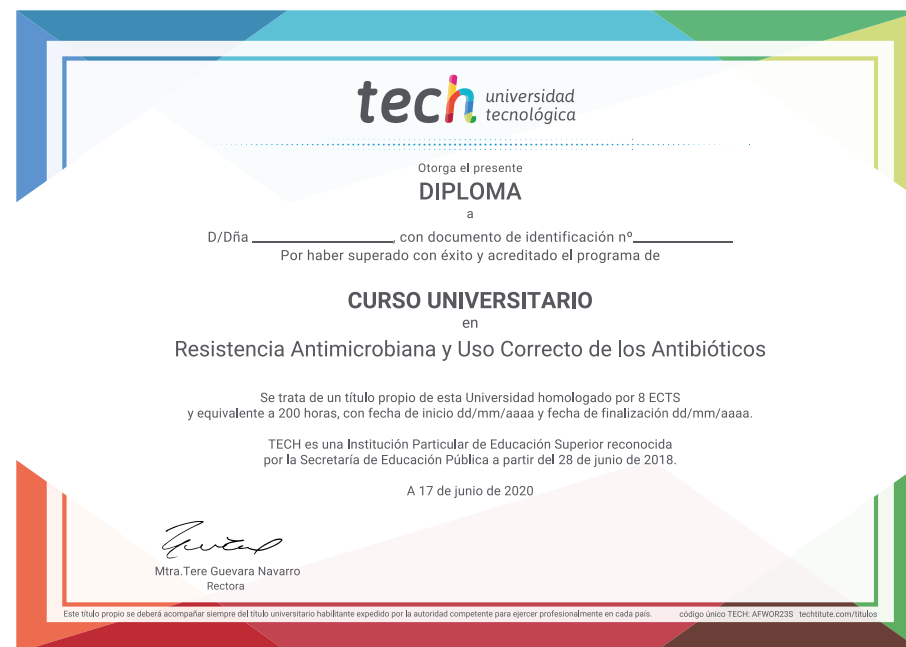 tech universidad
tecnológica
Otorga el presente
DIPLOMA
a
D/Dña ____________________, con documento de identificación nº______________
Por haber superado con éxito y acreditado el programa de
CURSO UNIVERSITARIO
en
Resistencia Antimicrobiana y Uso Correcto de los Antibióticos
Se trata de un título propio de esta Universidad homologado por 8 ECTS
y equivalente a 200 horas, con fecha de inicio dd/mm/aaaa y fecha de finalización dd/mm/aaaa.
TECH es una Institución Particular de Educación Superior reconocida
por la Secretaría de Educación Pública a partir del 28 de junio de 2018.
A 17 de junio de 2020
Mtra.Tere Guevara Navarro
Rectora
Este título propio se deberá acompañar siempre del título universitario habilitante expedido por la autoridad competente para ejercer profesionalmente en cada país. código único TECH: AFWOR23S techtitute.com/titulos